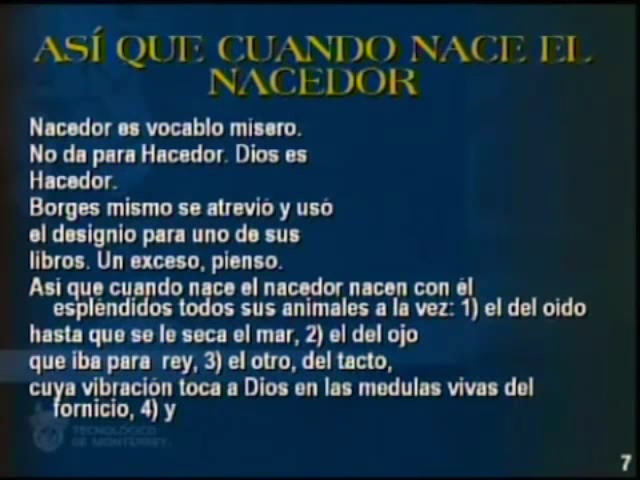 ASÍ QUE CUANDO NACE EL
NACEDOR
Nacedor es vocablo misero.
No da para Hacedor. Dios es
Hacedor.
Borges mismo se atrevió y usó
el designio para uno de sus
libros. Un exceso, pienso.
Asi que cuando nace el nacedor nacen con él
espléndidos todos sus animales a la vez: 1) el del oido
hasta que se le seca el mar, 2) el del ojo
que iba para rey, 3) el otro, del tacto,
cuya vibración toca a Dios en las medulas vivas del
fornicio, 4) y
TECNOLÓGICO
DE MONTERREY.
7